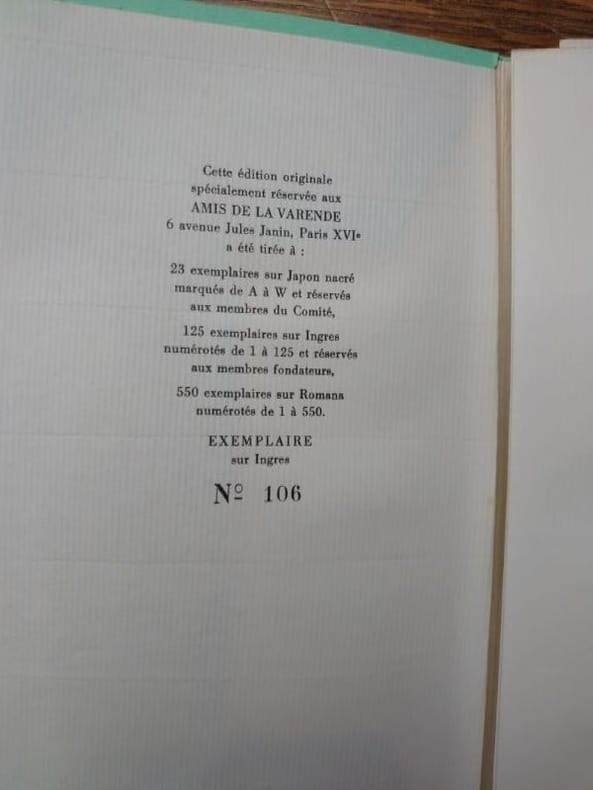 Cette édition originale
spécialement réservée aux
AMIS DE LA VARENDE
6 avenue Jules Janin, Paris XVIe
a été tirée à :
23 exemplaires sur Japon nacré
marqués de A à W et réservés
aux membres du Comité,
125 exemplaires sur Ingres
numérotés de 1 à 125 et réservés
aux membres fondateurs,
550 exemplaires sur Romana
numérotés de 1 à 550.
EXEMPLAIRE
sur Ingres
Nº 106